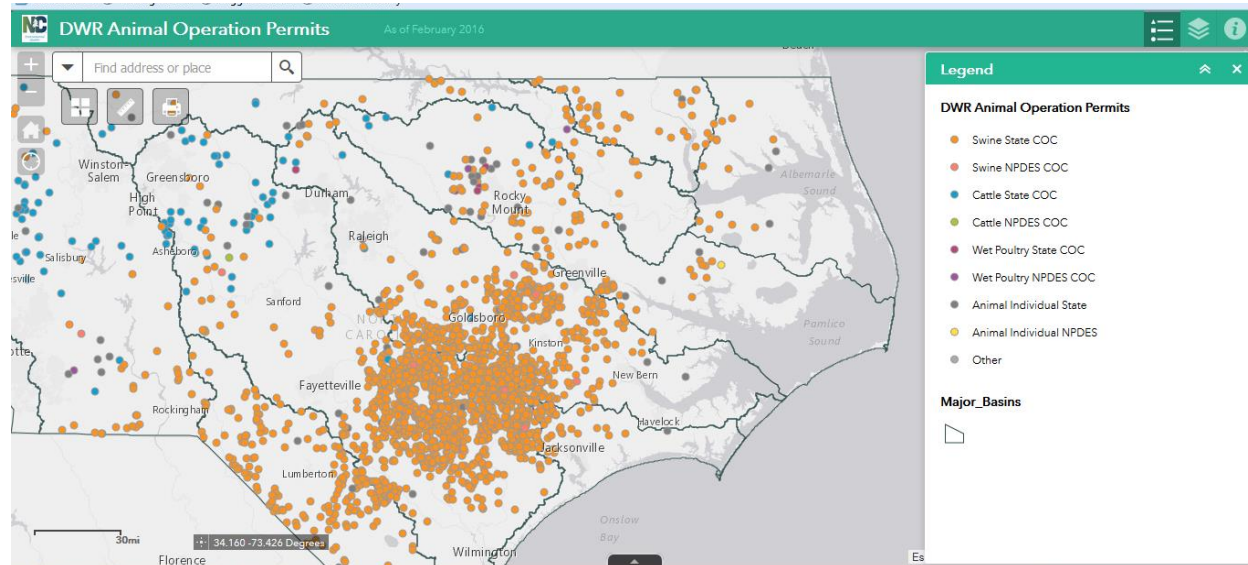 DWR Animal Operation Permits
As of February 2016
Find address or place
Legend
DWR Animal Operation Permits
Swine State COC
Swine NPDES COC
Cattle State COC
Cattle NPDES COC
Wet Poultry State COC
Wet Poultry NPDES COC
Animal Individual State
Animal Individual NPDES
Other
Major_Basins
Winston-
Salem
Greensboro
High
Point
Durham
Rocky
Mount
Albemarle
Sound
Raleigh
Asheboro
Salisbury
Greenville
Sanford
Goldsboro
Kinston
Pamlico
Sound
New Bern
Fayetteville
Rockingham
Havelock
Jacksonville
Lumberton
Onslow
Bay
Wilmington
Florence
30mi
34.160 -73.426 Degrees
Es